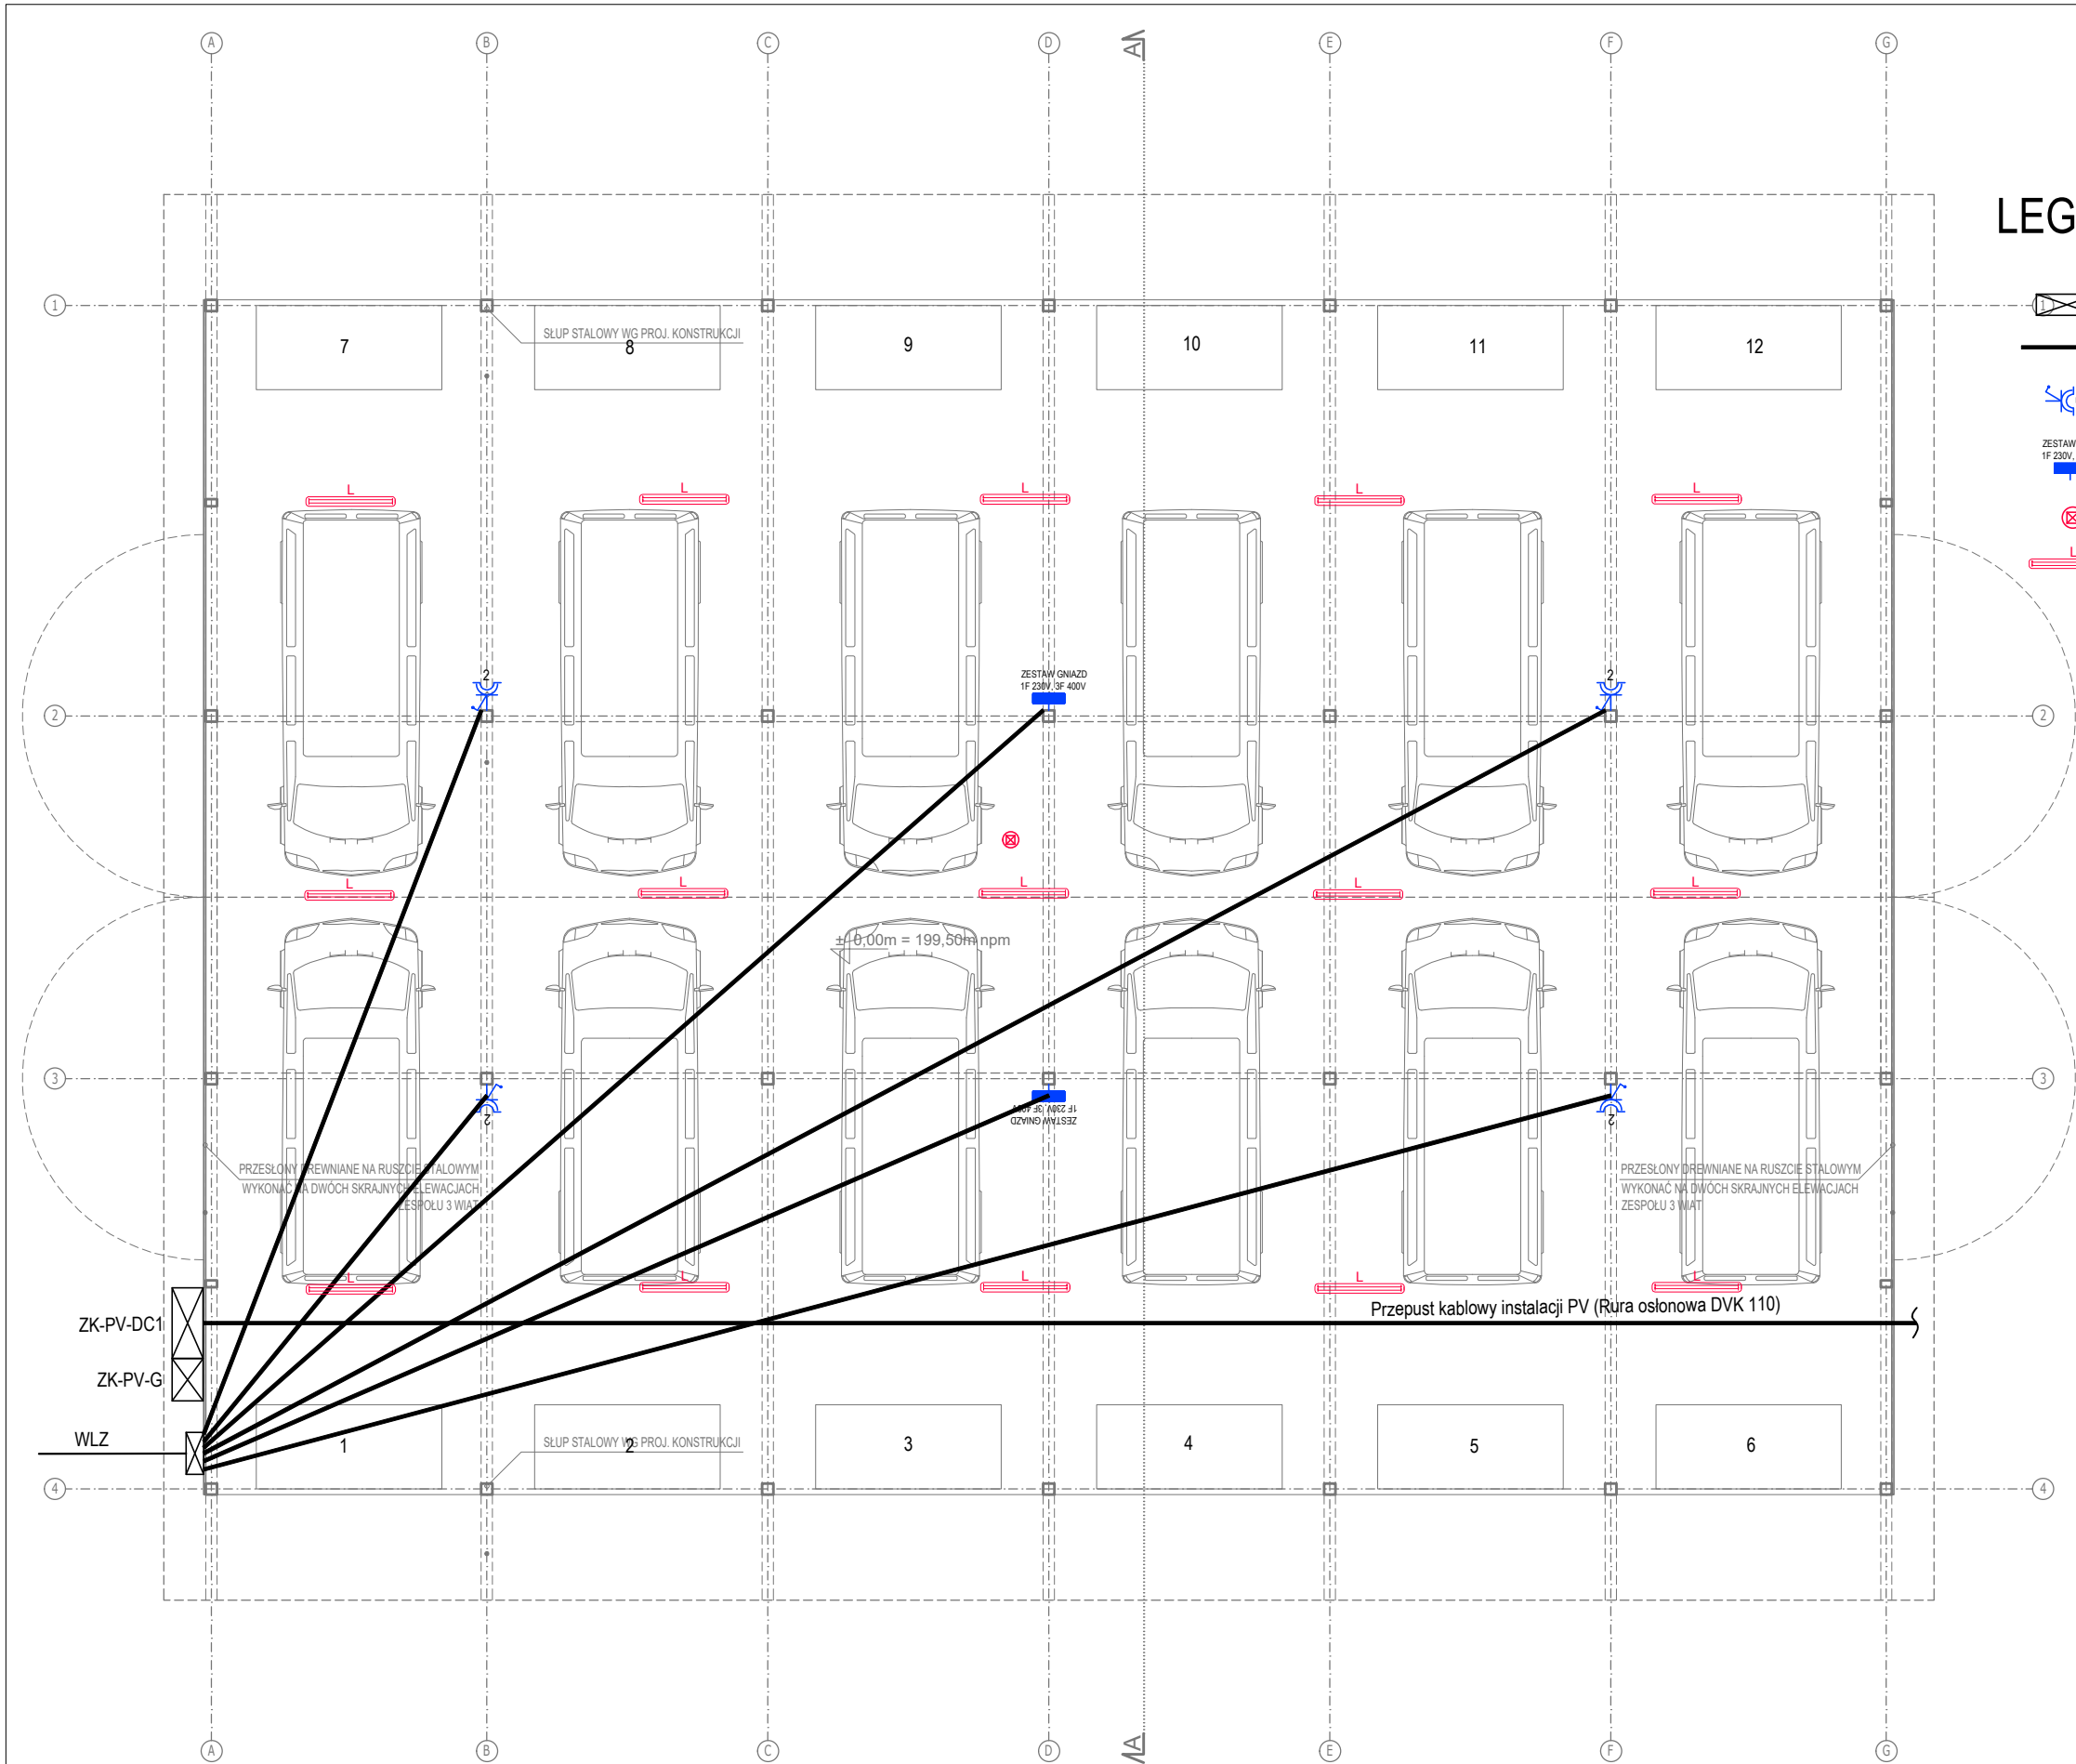 A B C D A E F G
LEG
1 1
SŁUP STALOWY WG PROJ. KONSTRUKCJI
7 8 9 10 11 12
ZESTAW
1F 230V,
L
L L L L L
2 2
ZESTAW GNIAZD
1F 230V, 3F 400V
2 2
L L L L L
± 0,00m = 199,50m npm
3 3
ZESTAW GNIAZD
1F 230V, 3F 400V
2 2
PRZESŁONY DREWNIANE NA RUSZCIE STALOWYM
WYKONAĆ NA DWÓCH SKRAJNYCH ELEWACJACH
ZESPOŁU 3 WIAT
PRZESŁONY DREWNIANE NA RUSZCIE STALOWYM
WYKONAĆ NA DWÓCH SKRAJNYCH ELEWACJACH
ZESPOŁU 3 WIAT
L L L L L
Przepust kablowy instalacji PV (Rura osłonowa DVK 110)
ZK-PV-DC1
ZK-PV-G
WLZ
SŁUP STALOWY WG PROJ. KONSTRUKCJI
1 2 3 4 5 6
4 4
A B C D A E F G